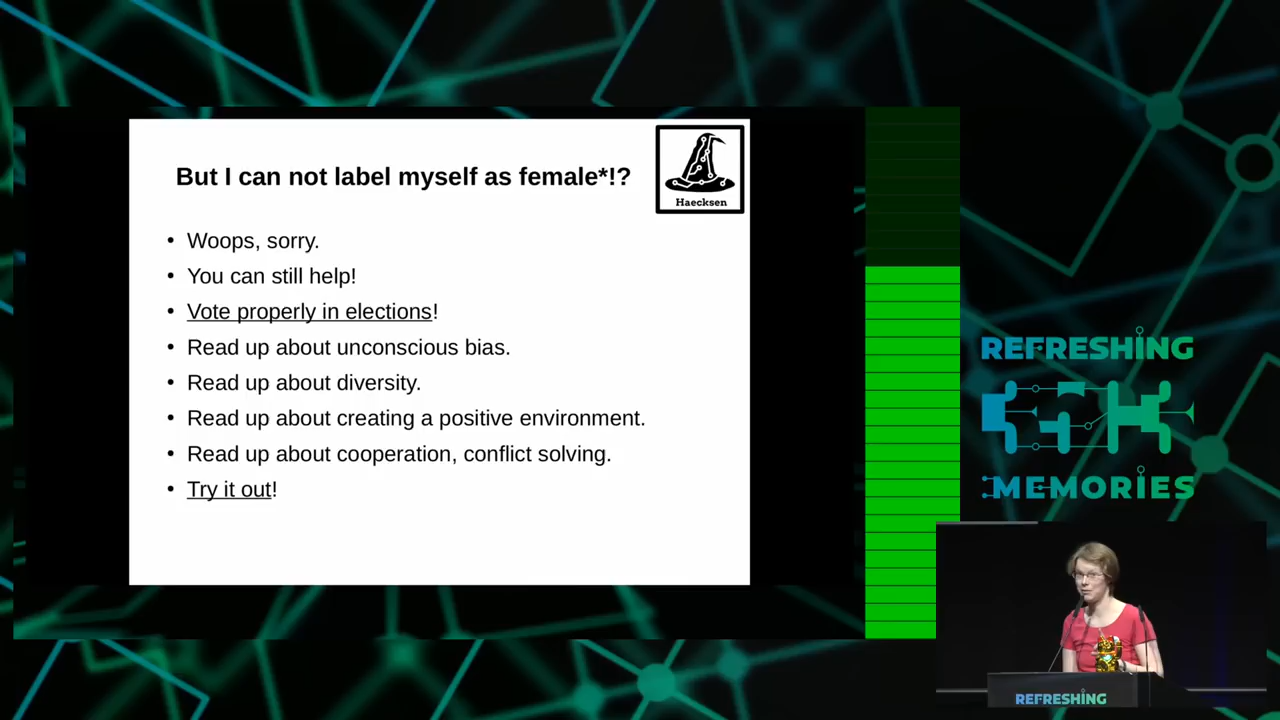 But I can not label myself as female*!?
Haecksen
• Woops, sorry.
• You can still help!
• Vote properly in elections!
• Read up about unconscious bias.
• Read up about diversity.
• Read up about creating a positive environment.
• Read up about cooperation, conflict solving.
• Try it out!
REFRESHING
MEMORIES
REFRESHING